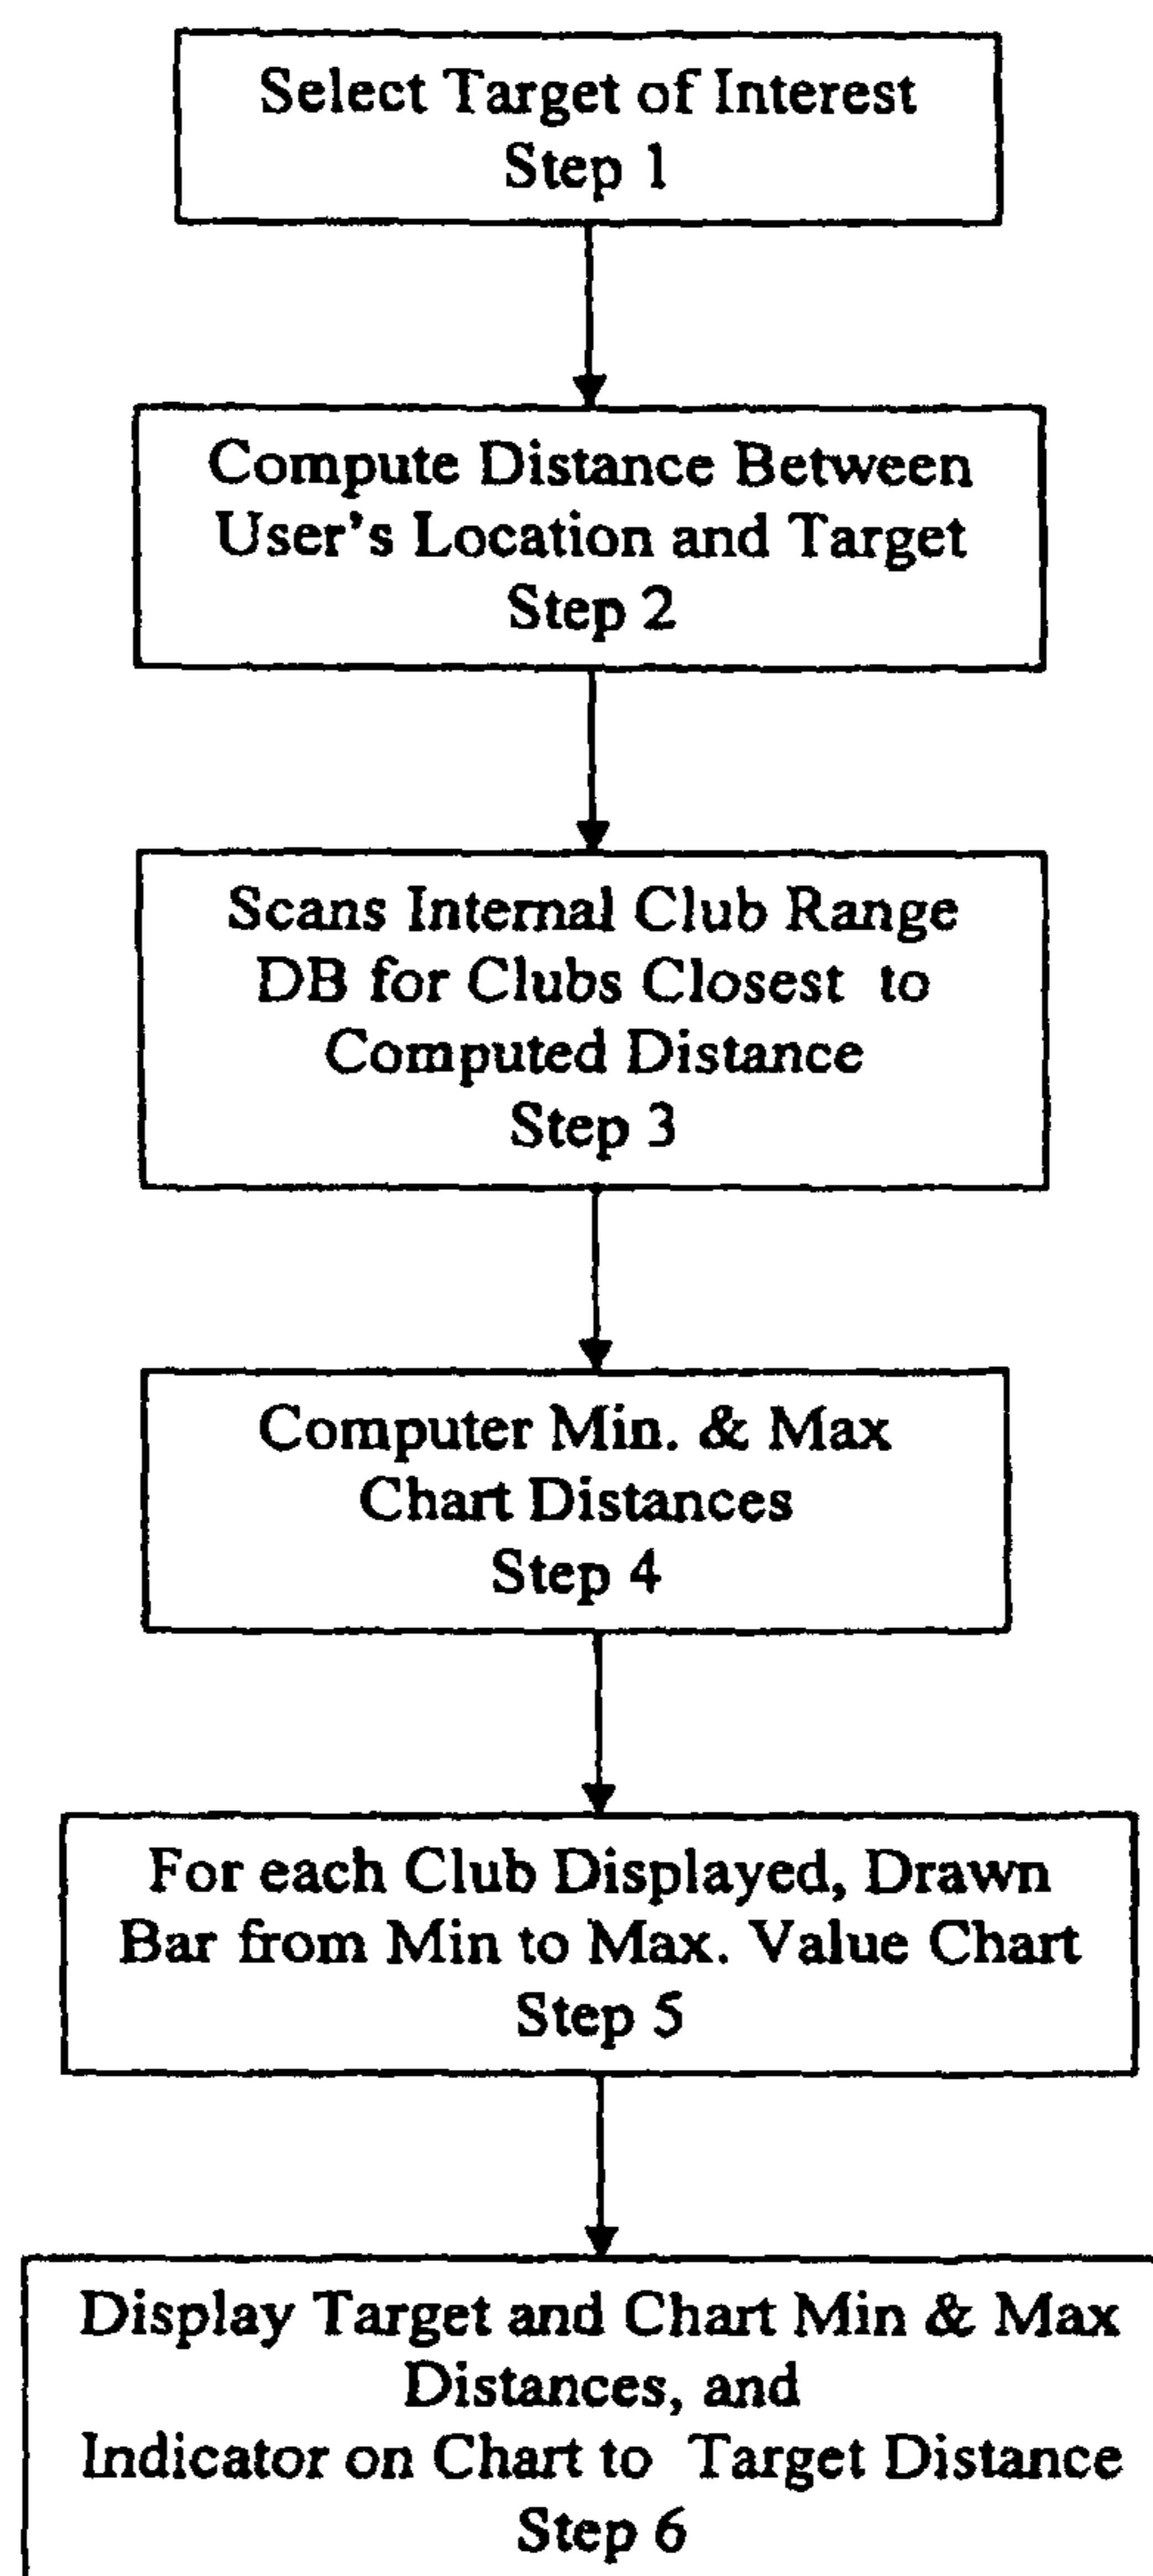 Select Target of Interest
Step 1
Compute Distance Between
User's Location and Target
Step 2
Scans Internal Club Range
DB for Clubs Closest to
Computed Distance
Step 3
Computer Min. & Max
Chart Distances
Step 4
For each Club Displayed, Drawn
Bar from Min to Max. Value Chart
Step 5
Display Target and Chart Min & Max
Distances, and
Indicator on Chart to Target Distance
Step 6